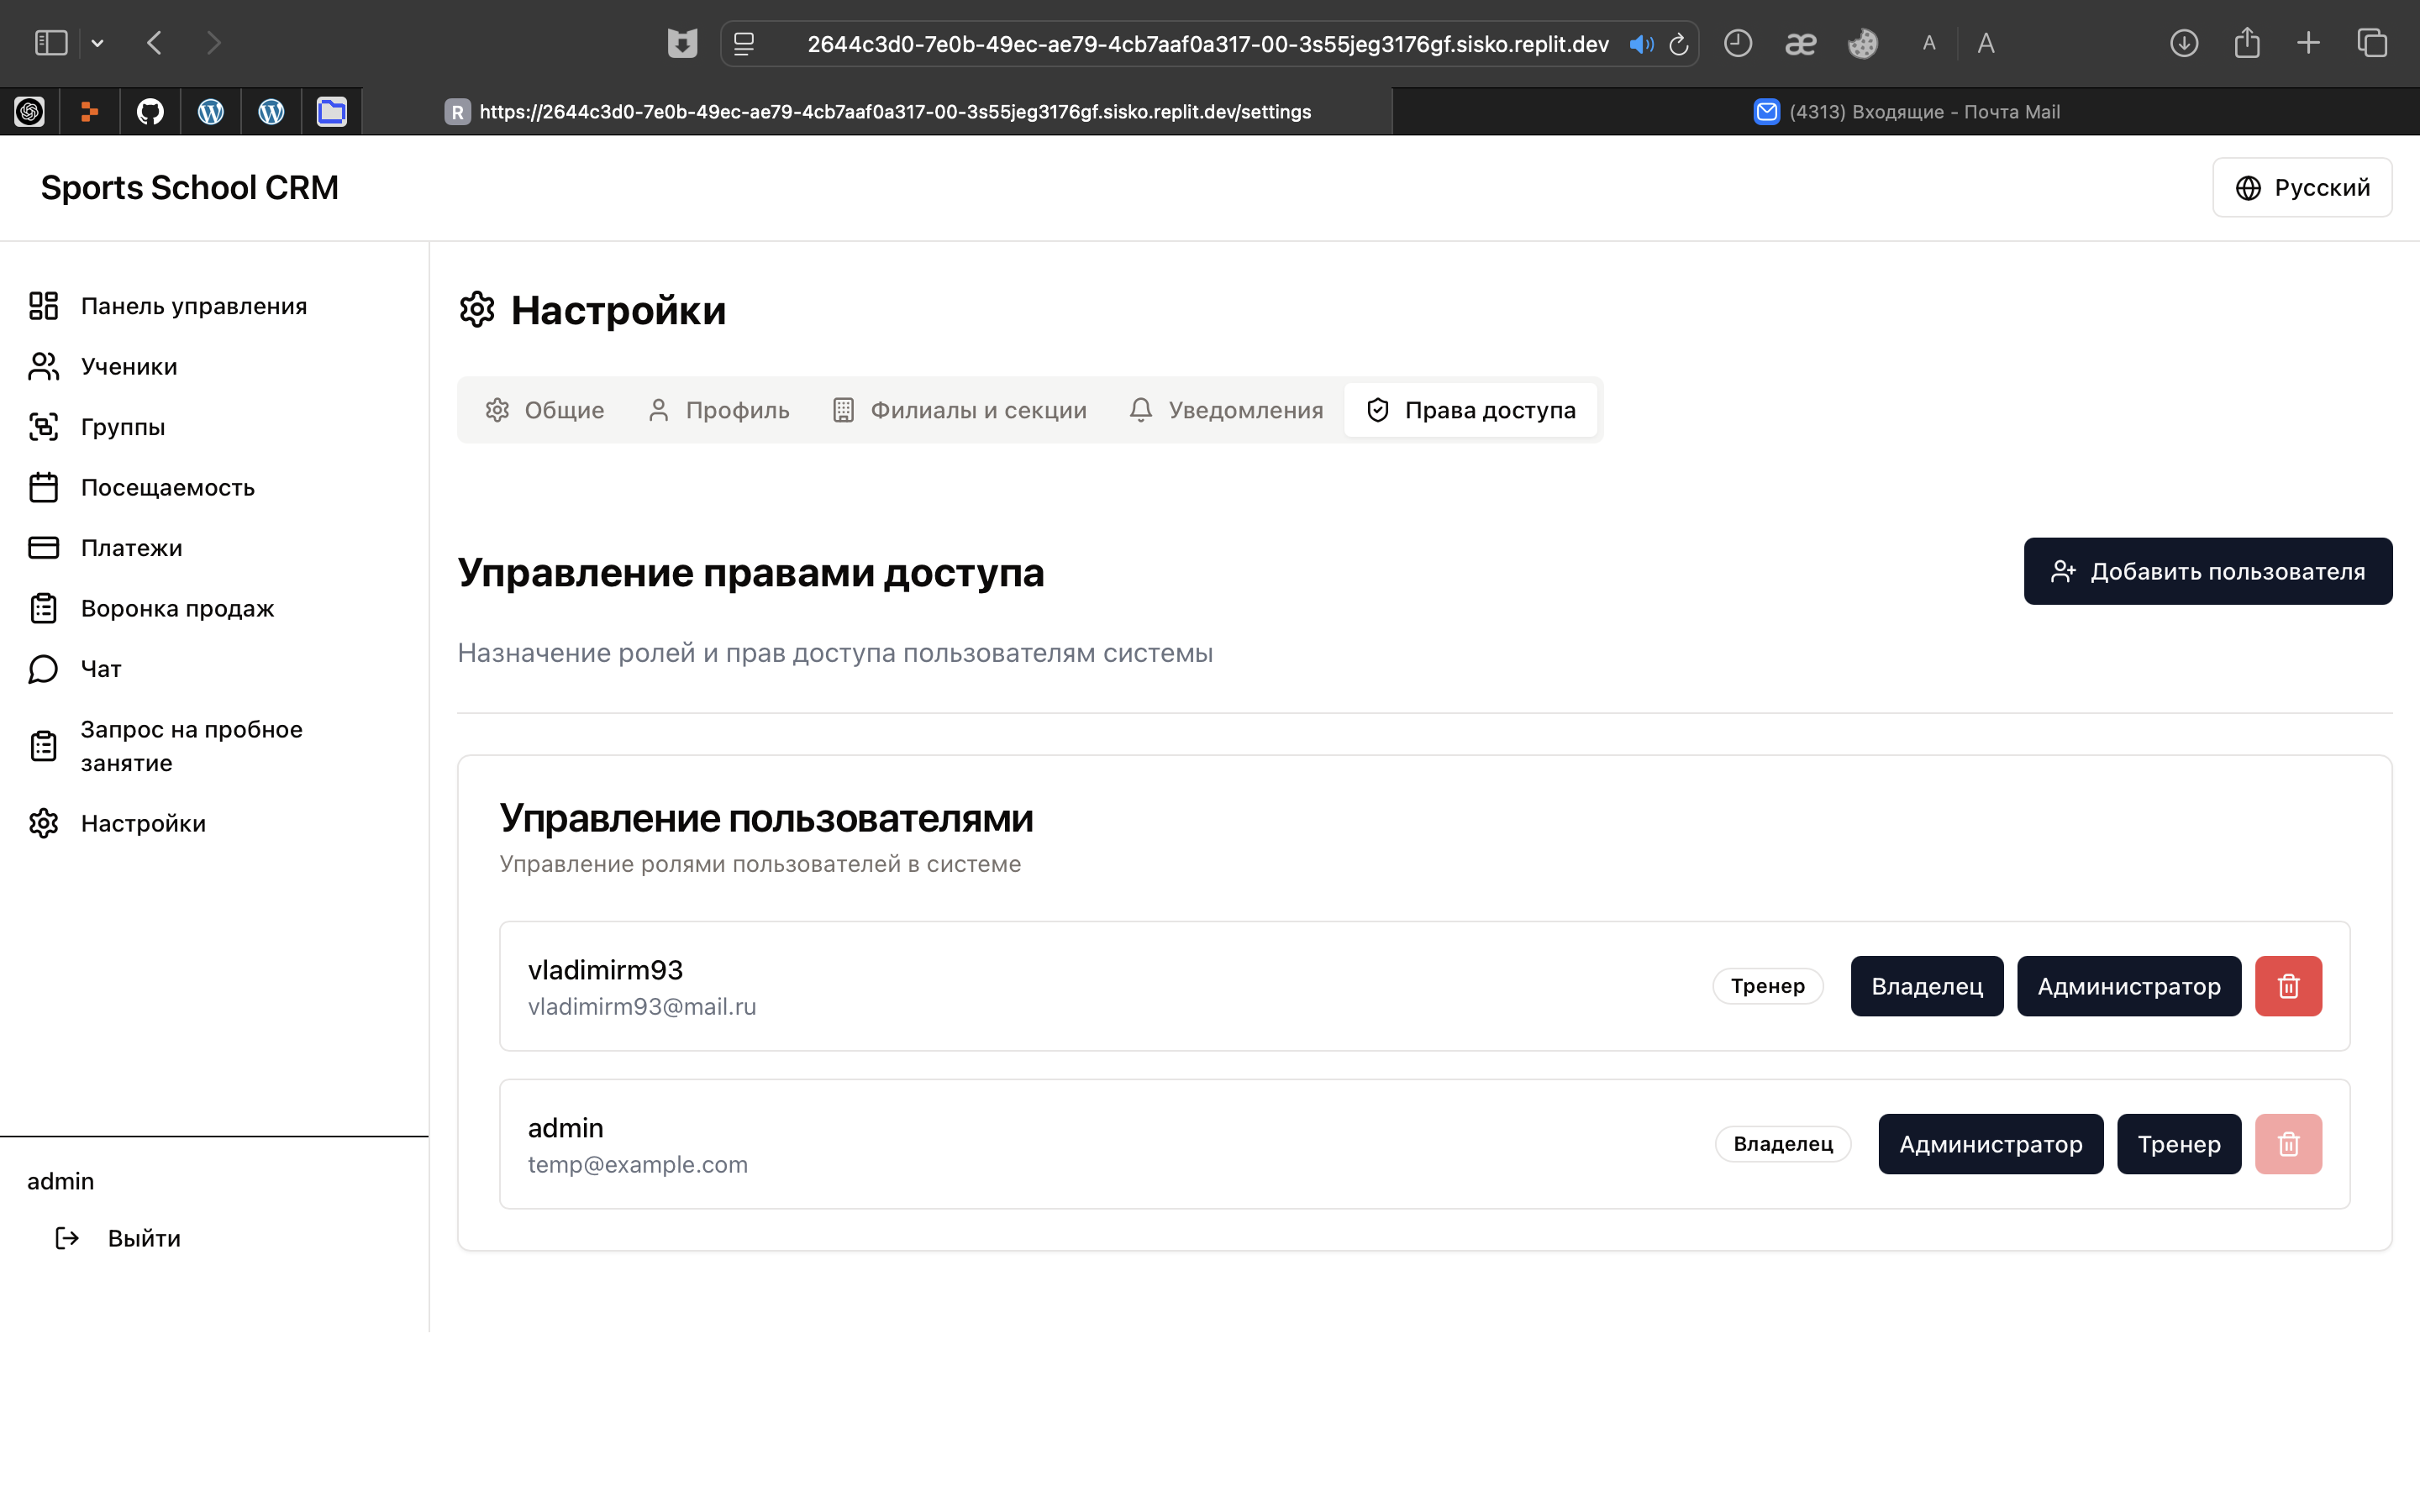 2644c3d0-7e0b-49ec-ae79-4cb7aaf0a317-00-3s55jeg3176gf.sisko.replit.dev
æ A A
R https://2644c3d0-7e0b-49ec-ae79-4cb7aaf0a317-00-3s55jeg3176gf.sisko.replit.dev/settings
(4313) Входящие - Почта Mail
Sports School CRM
Русский
Панель управления
Ученики
Группы
Посещаемость
Платежи
Воронка продаж
Чат
Запрос на пробное
занятие
Настройки
admin
Выйти
Настройки
Общие Профиль Филиалы и секции Уведомления Права доступа
Управление правами доступа
Добавить пользователя
Назначение ролей и прав доступа пользователям системы
Управление пользователями
Управление ролями пользователей в системе
vladimirm93
vladimirm93@mail.ru
Тренер Владелец Администратор
admin
temp@example.com
Владелец Администратор Тренер